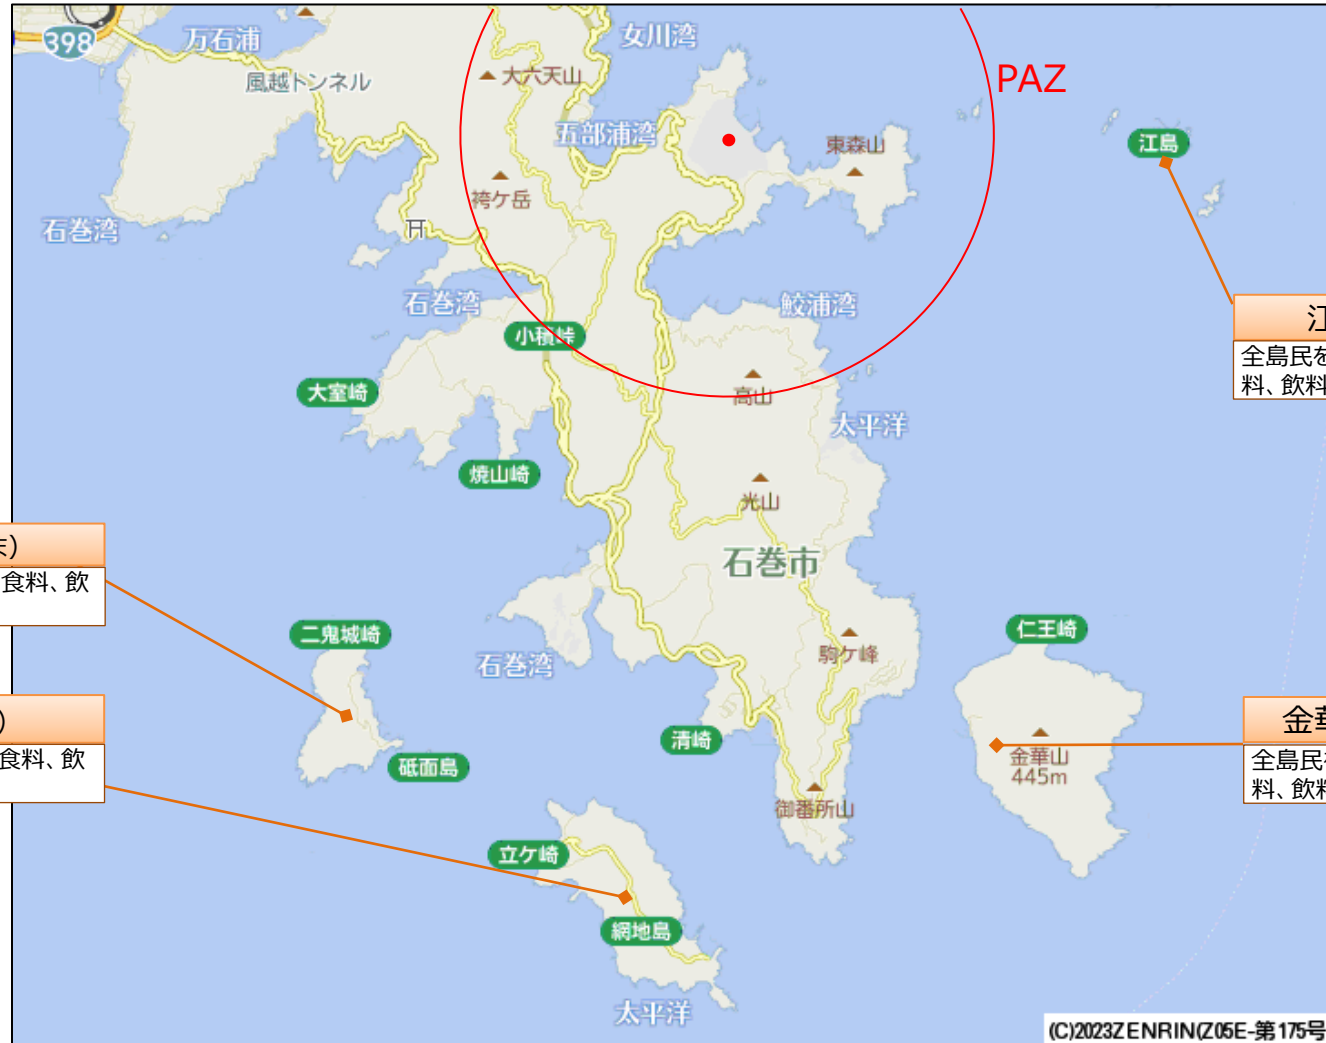 398
万石浦
風越トンネル
女川湾
大六天山
PAZ
五部浦湾
東森山
江島
袴ケ岳
石巻湾
石巻湾
鮫浦湾
小積峠
江
全島民を
料、飲料
大室崎
高山
太平洋
焼山崎
光山
石巻市
)
食料、飲
二鬼城崎
仁王崎
石巻湾
駒ケ峰
)
食料、飲
清崎
金華
全島民
料、飲料
砥面島
金華山
445m
御番所山
立ケ崎
網地島
太平洋
(C)2023ZENRIN(Z05E-第175号